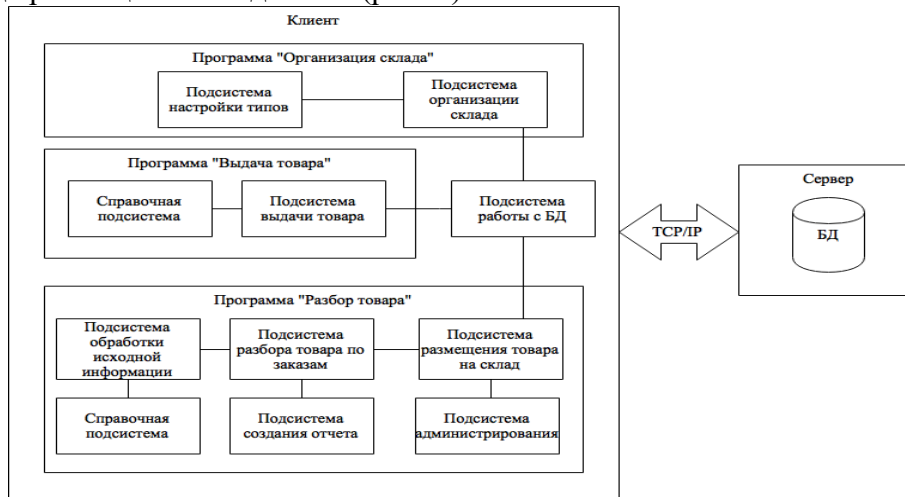 Клиент
Программа "Организация склада"
Подсистема
настройки типов
Подсистема
организации
склада
Программа "Выдача товара"
Справочная
подсистема
Подсистема
выдачи товара
Подсистема
работы с БД
TCP/IP
Сервер
БД
Программа "Разбор товара"
Подсистема
обработки
исходной
информации
Подсистема
разбора товара по
заказам
Подсистема
размещения товара
на склад
Справочная
подсистема
Подсистема
создания отчета
Подсистема
администрирования